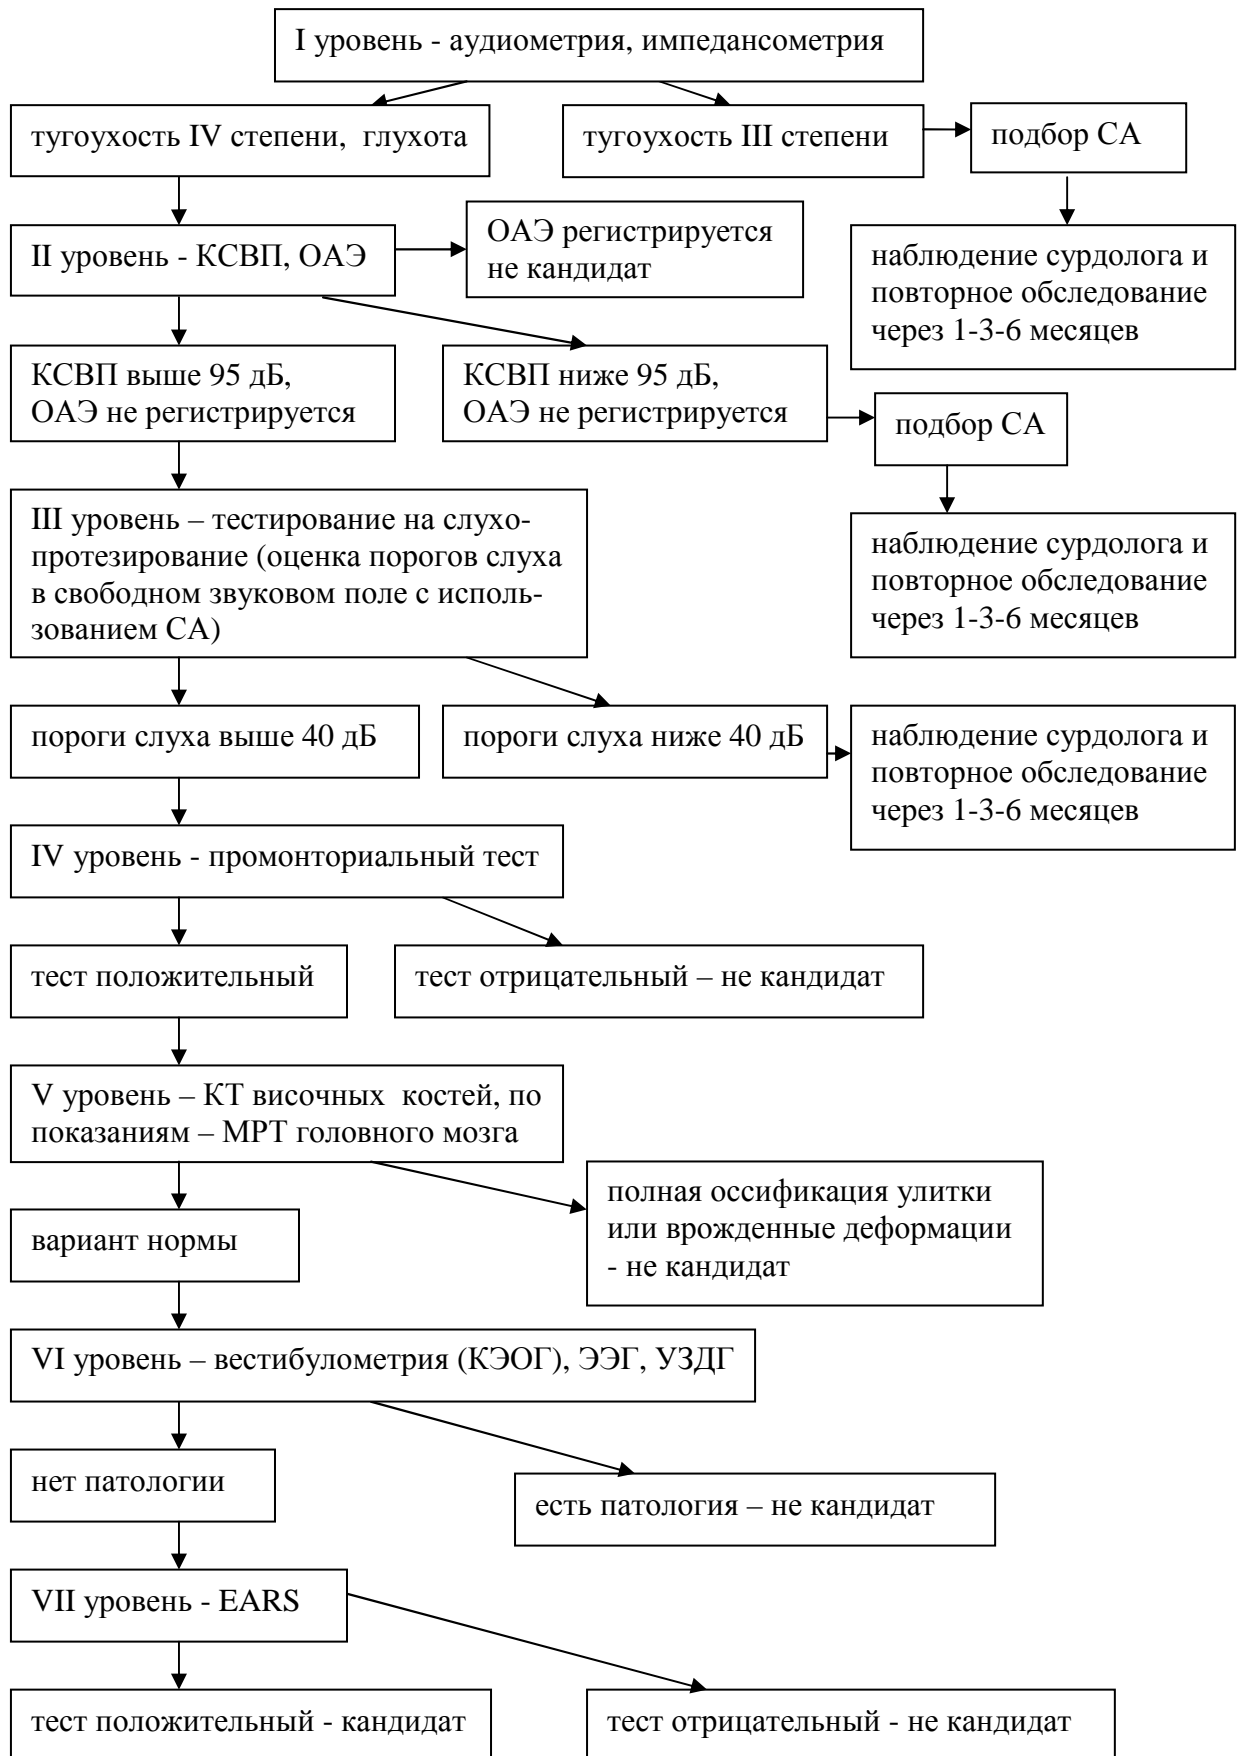 I уровень - аудиометрия, импедансометрия
тугоухость IV степени, глухота
тугоухость III степени
подбор СА
II уровень - КСВП, ОАЭ
ОАЭ регистрируется
не кандидат
наблюдение сурдолога и
повторное обследование
через 1-3-6 месяцев
КСВП выше 95 дБ,
ОАЭ не регистрируется
КСВП ниже 95 дБ,
ОАЭ не регистрируется
подбор СА
III уровень – тестирование на слухо-
протезирование (оценка порогов слуха
в свободном звуковом поле с исполь-
зованием СА)
наблюдение сурдолога и
повторное обследование
через 1-3-6 месяцев
пороги слуха выше 40 дБ
пороги слуха ниже 40 дБ
наблюдение сурдолога и
повторное обследование
через 1-3-6 месяцев
IV уровень - промонториальный тест
тест положительный
тест отрицательный – не кандидат
V уровень – КТ височных костей, по
показаниям – МРТ головного мозга
полная оссификация улитки
или врожденные деформации
- не кандидат
вариант нормы
VI уровень – вестибулометрия (КЭОГ), ЭЭГ, УЗДГ
нет патологии
есть патология – не кандидат
VII уровень - EARS
тест положительный - кандидат
тест отрицательный - не кандидат